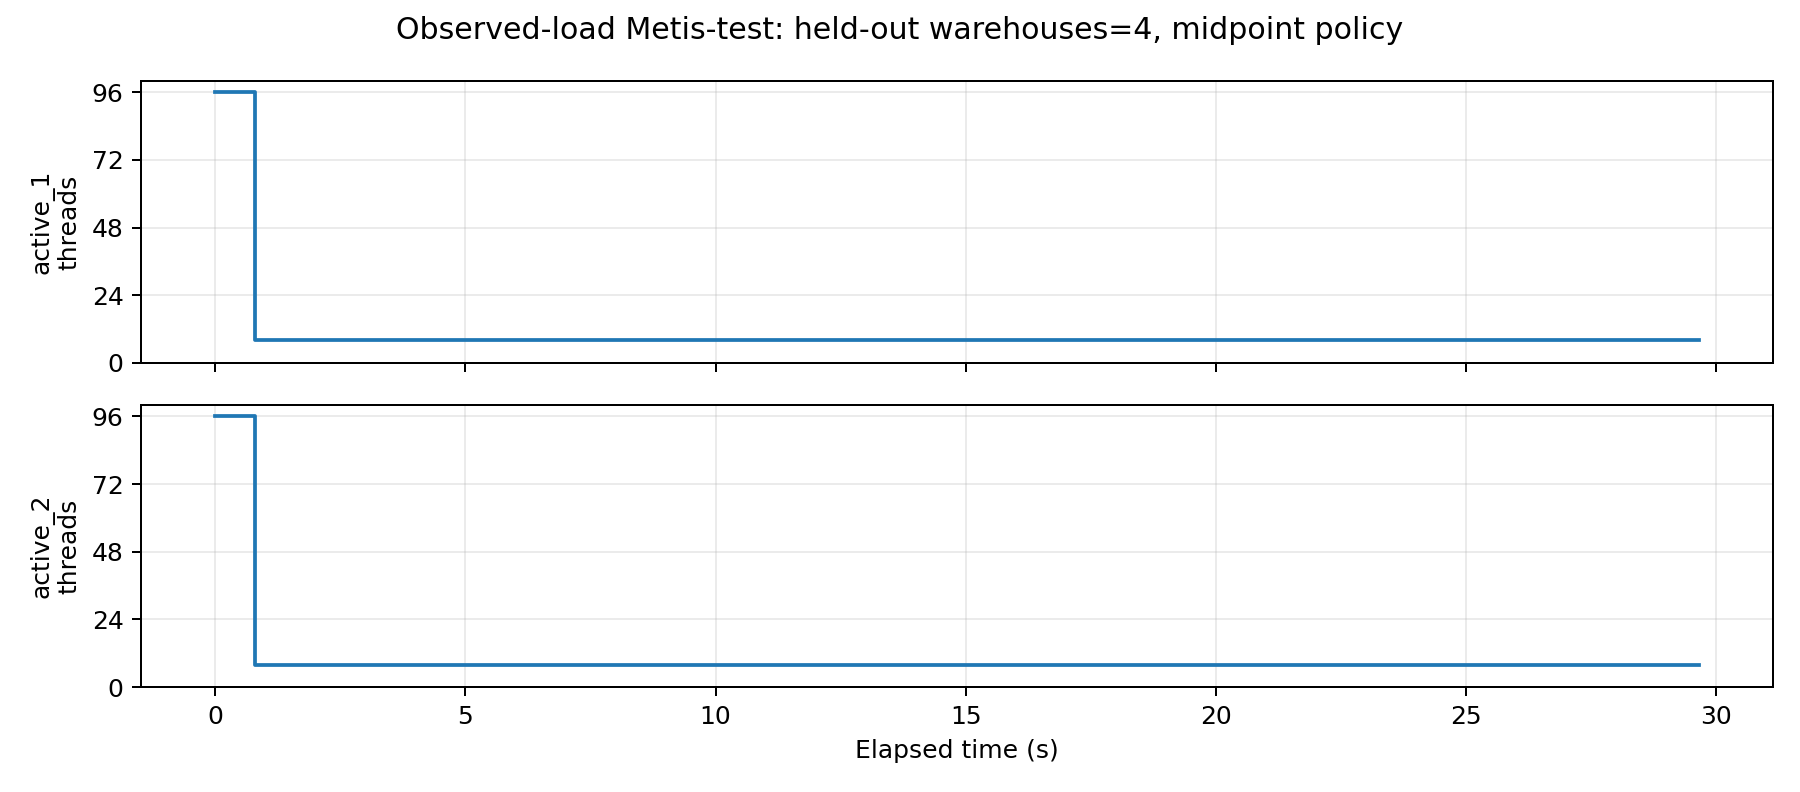 Observed-load Metis-test: held-out warehouses=4, midpoint policy
96
72
48
24
0
active_1
threads
96
72
48
24
0
active_2
threads
0 5 10 15 20 25 30
Elapsed time (s)